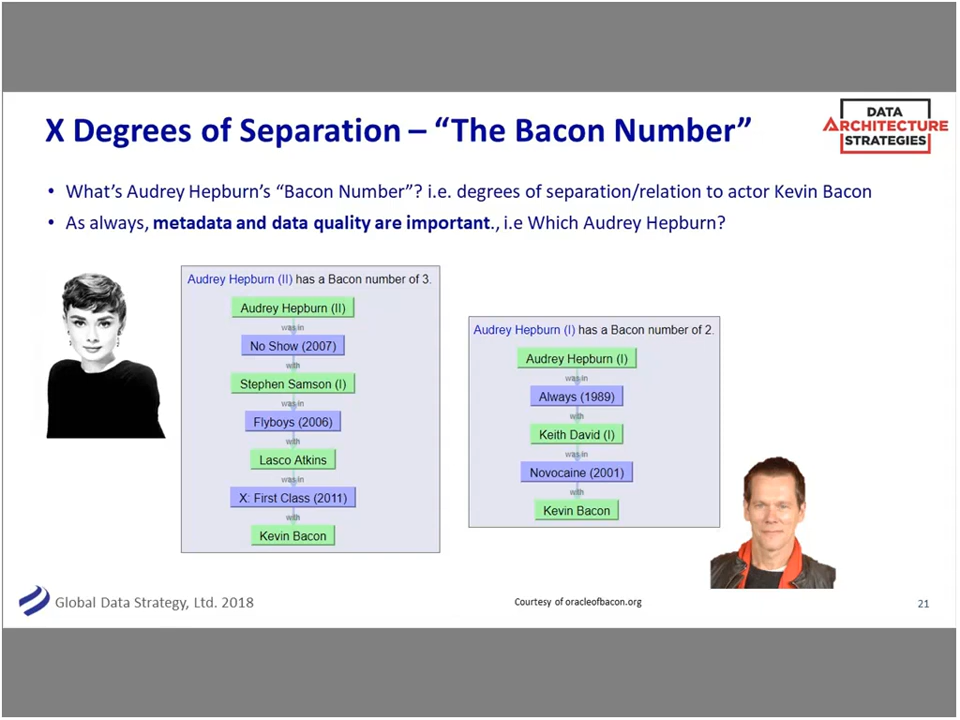 X Degrees of Separation – “The Bacon Number”
DATA
ARCHITECTURE
STRATEGIES
• What’s Audrey Hepburn’s “Bacon Number”? i.e. degrees of separation/relation to actor Kevin Bacon
• As always, metadata and data quality are important., i.e Which Audrey Hepburn?
Audrey Hepburn (II) has a Bacon number of 3.
Audrey Hepburn (II)
was in
No Show (2007)
with
Stephen Samson (I)
was in
Flyboys (2006)
with
Lasco Atkins
was in
X: First Class (2011)
with
Kevin Bacon
Audrey Hepburn (I) has a Bacon number of 2.
Audrey Hepburn (I)
was in
Always (1989)
with
Keith David (I)
was in
Novocaine (2001)
with
Kevin Bacon
Global Data Strategy, Ltd. 2018
Courtesy of oracleofbacon.org
21